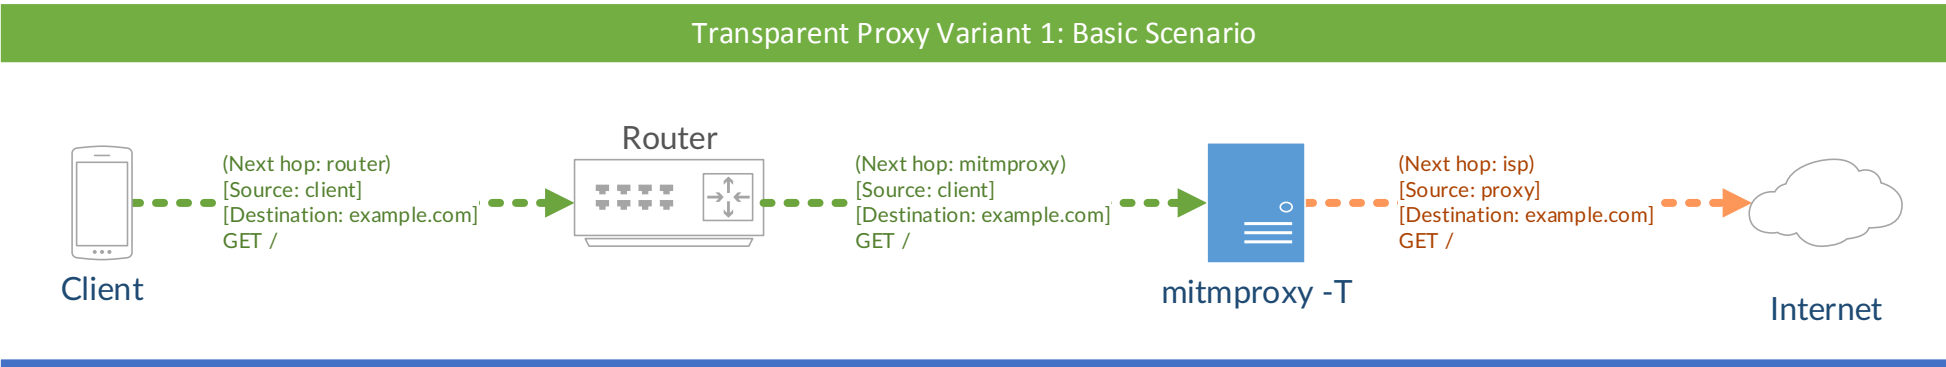 Transparent Proxy Variant 1: Basic Scenario
Router
(Next hop: router)
[Source: client]
[Destination: example.com]
GET /
(Next hop: mitmproxy)
[Source: client]
[Destination: example.com]
GET /
(Next hop: isp)
[Source: proxy]
[Destination: example.com]
GET /
Client
mitmproxy -T
Internet